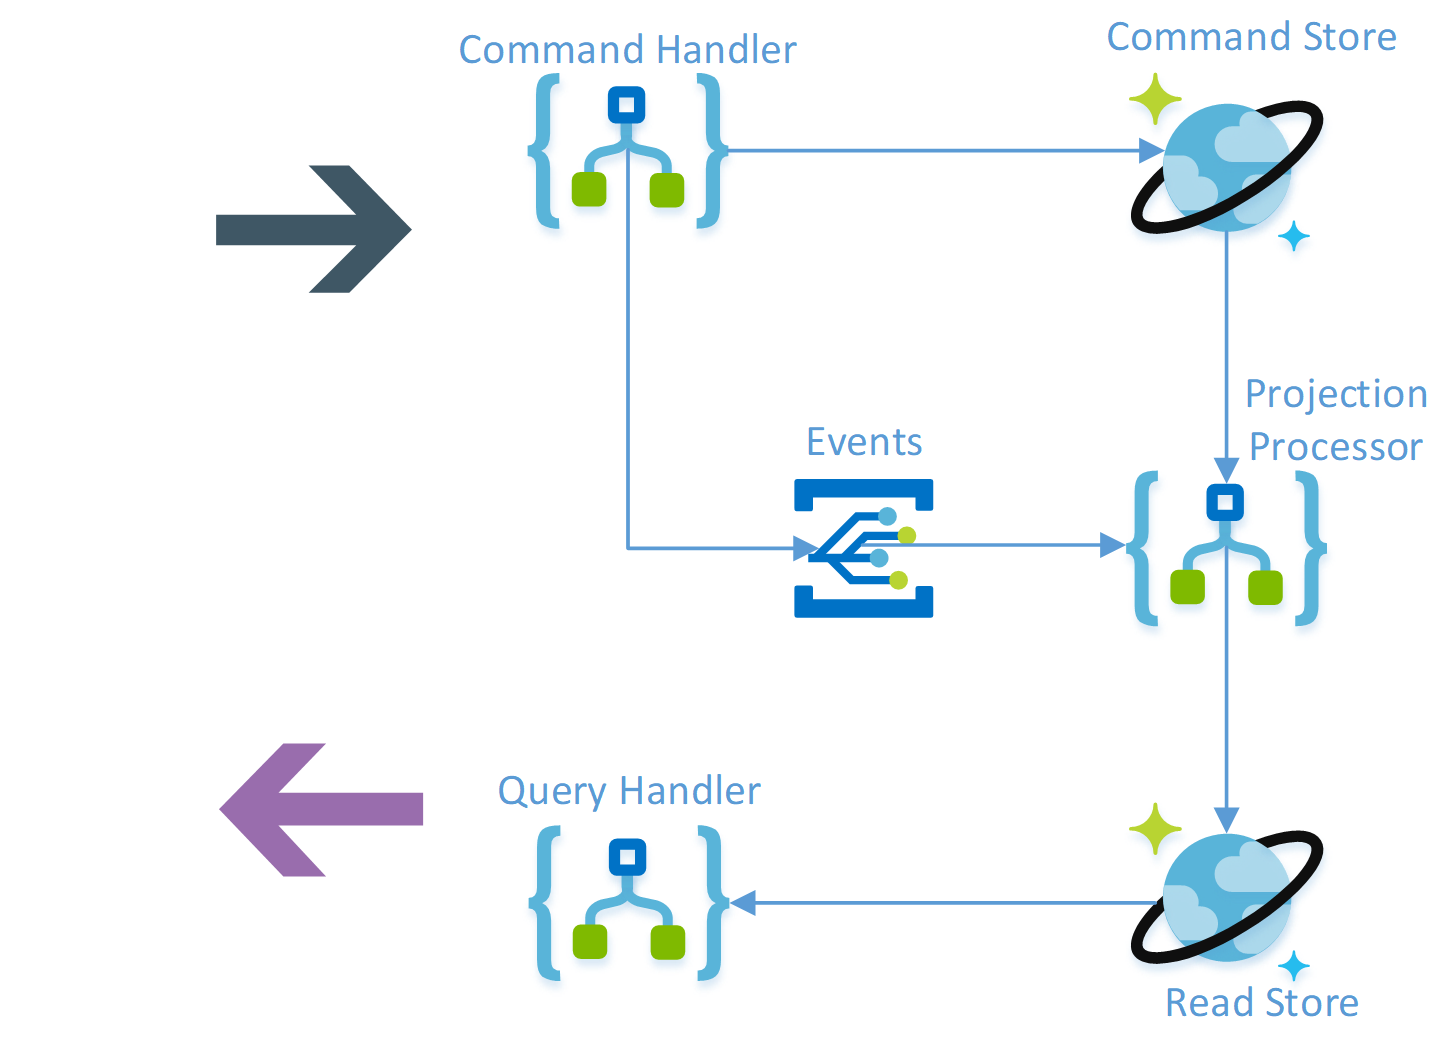 Command Handler
Command Store
Projection
Processor
Events
Query Handler
Read Store